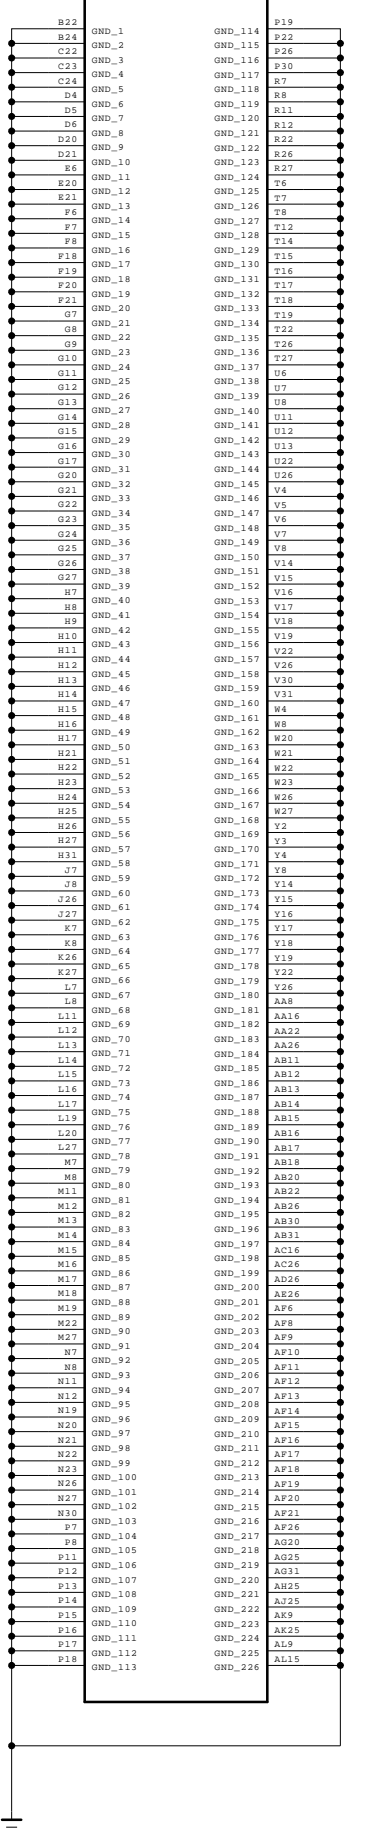 B22 GND_1 GND_114 P19
B24 GND_2 GND_115 P22
C22 GND_3 GND_116 P26
C23 GND_4 GND_117 P30
C24 GND_5 GND_118 R7
D4 GND_6 GND_119 R8
D5 GND_7 GND_120 R11
D6 GND_8 GND_121 R12
D20 GND_9 GND_122 R22
D21 GND_10 GND_123 R26
E6 GND_11 GND_124 R27
E20 GND_12 GND_125 T6
E21 GND_13 GND_126 T7
F6 GND_14 GND_127 T8
F7 GND_15 GND_128 T12
F8 GND_16 GND_129 T14
F18 GND_17 GND_130 T15
F19 GND_18 GND_131 T16
F20 GND_19 GND_132 T17
F21 GND_20 GND_133 T18
G7 GND_21 GND_134 T19
G8 GND_22 GND_135 T22
G9 GND_23 GND_136 T26
G10 GND_24 GND_137 T27
G11 GND_25 GND_138 U6
G12 GND_26 GND_139 U7
G13 GND_27 GND_140 U8
G14 GND_28 GND_141 U11
G15 GND_29 GND_142 U12
G16 GND_30 GND_143 U13
G17 GND_31 GND_144 U22
G20 GND_32 GND_145 U26
G21 GND_33 GND_146 V4
G22 GND_34 GND_147 V5
G23 GND_35 GND_148 V6
G24 GND_36 GND_149 V7
G25 GND_37 GND_150 V8
G26 GND_38 GND_151 V14
G27 GND_39 GND_152 V15
H7 GND_40 GND_153 V16
H8 GND_41 GND_154 V17
H9 GND_42 GND_155 V18
H10 GND_43 GND_156 V19
H11 GND_44 GND_157 V22
H12 GND_45 GND_158 V26
H13 GND_46 GND_159 V30
H14 GND_47 GND_160 V31
H15 GND_48 GND_161 W4
H16 GND_49 GND_162 W8
H17 GND_50 GND_163 W20
H21 GND_51 GND_164 W21
H22 GND_52 GND_165 W22
H23 GND_53 GND_166 W23
H24 GND_54 GND_167 W26
H25 GND_55 GND_168 W27
H26 GND_56 GND_169 Y2
H27 GND_57 GND_170 Y3
H31 GND_58 GND_171 Y4
J7 GND_59 GND_172 Y8
J8 GND_60 GND_173 Y14
J26 GND_61 GND_174 Y15
J27 GND_62 GND_175 Y16
K7 GND_63 GND_176 Y17
K8 GND_64 GND_177 Y18
K26 GND_65 GND_178 Y19
K27 GND_66 GND_179 Y22
L7 GND_67 GND_180 Y26
L8 GND_68 GND_181 AA8
L11 GND_69 GND_182 AA16
L12 GND_70 GND_183 AA22
L13 GND_71 GND_184 AA26
L14 GND_72 GND_185 AB11
L15 GND_73 GND_186 AB12
L16 GND_74 GND_187 AB13
L17 GND_75 GND_188 AB14
L19 GND_76 GND_189 AB15
L20 GND_77 GND_190 AB16
L27 GND_78 GND_191 AB17
M7 GND_79 GND_192 AB18
M8 GND_80 GND_193 AB20
M11 GND_81 GND_194 AB22
M12 GND_82 GND_195 AB26
M13 GND_83 GND_196 AB30
M14 GND_84 GND_197 AB31
M15 GND_85 GND_198 AC16
M16 GND_86 GND_199 AC26
M17 GND_87 GND_200 AD26
M18 GND_88 GND_201 AE26
M19 GND_89 GND_202 AF6
M22 GND_90 GND_203 AF8
M27 GND_91 GND_204 AF9
N7 GND_92 GND_205 AF10
N8 GND_93 GND_206 AF11
N11 GND_94 GND_207 AF12
N12 GND_95 GND_208 AF13
N19 GND_96 GND_209 AF14
N20 GND_97 GND_210 AF15
N21 GND_98 GND_211 AF16
N22 GND_99 GND_212 AF17
N23 GND_100 GND_213 AF18
N26 GND_101 GND_214 AF19
N27 GND_102 GND_215 AF20
N30 GND_103 GND_216 AF21
P7 GND_104 GND_217 AF26
P8 GND_105 GND_218 AG20
P11 GND_106 GND_219 AG25
P12 GND_107 GND_220 AG31
P13 GND_108 GND_221 AH25
P14 GND_109 GND_222 AJ25
P15 GND_110 GND_223 AK9
P16 GND_111 GND_224 AK25
P17 GND_112 GND_225 AL9
P18 GND_113 GND_226 AL15